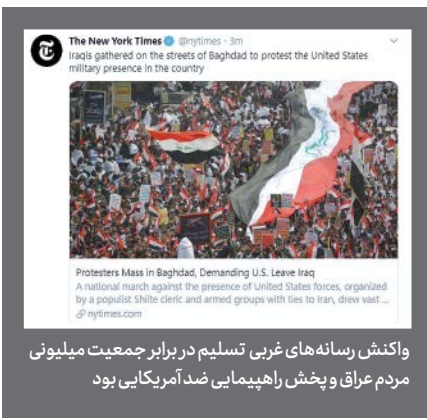 The New York Times @nytimes · 3m
Iraqis gathered on the streets of Baghdad to protest the United States
military presence in the country
Protesters Mass in Baghdad, Demanding U.S. Leave Iraq
A national march against the presence of United States forces, organized
by a populist Shiite cleric and armed groups with ties to Iran, drew vast ...
nytimes.com
واکنش رسانه‌های غربی تسلیم در برابر جمعیت میلیونی
مردم عراق و پخش راهپیمایی ضد آمریکایی بود